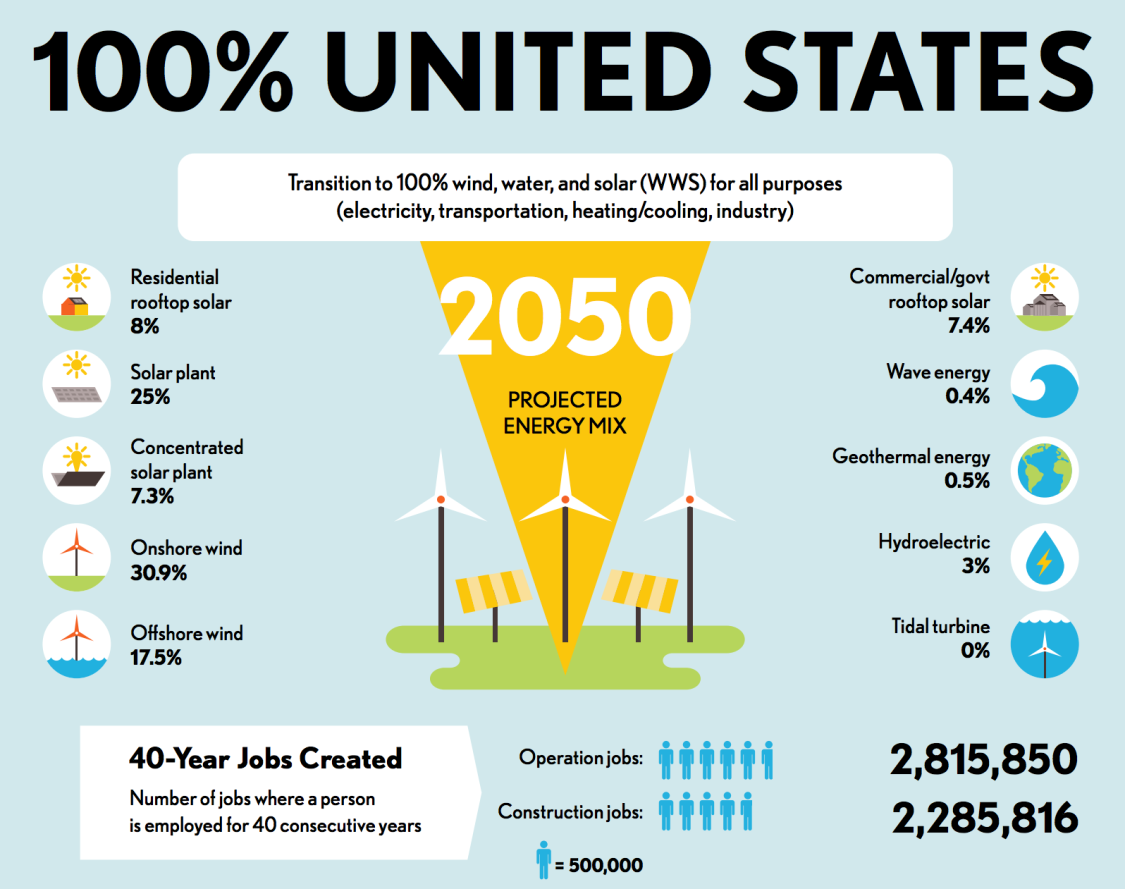 100% UNITED STATES
Transition to 100% wind, water, and solar (WWS) for all purposes
(electricity, transportation, heating/cooling, industry)
2050
PROJECTED
ENERGY MIX
Residential
rooftop solar
8%
Solar plant
25%
Concentrated
solar plant
7.3%
Onshore wind
30.9%
Offshore wind
17.5%
Commercial/govt
rooftop solar
7.4%
Wave energy
0.4%
Geothermal energy
0.5%
Hydroelectric
3%
Tidal turbine
0%
40-Year Jobs Created
Number of jobs where a person
is employed for 40 consecutive years
Operation jobs: 2,815,850
Construction jobs: 2,285,816
= 500,000